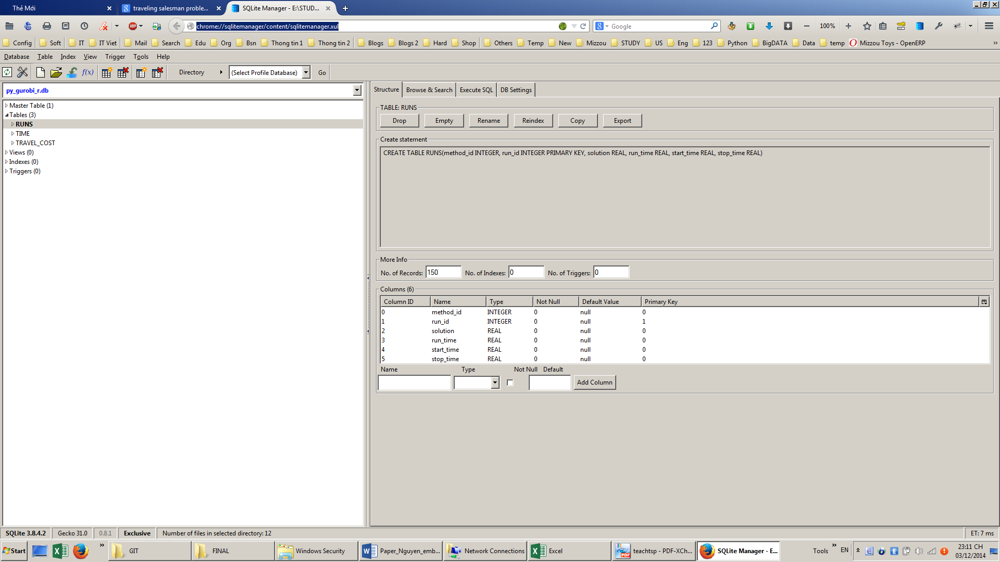 Thẻ Mới
traveling salesman proble...
SQLite Manager - E:\STUD...
chrome://sqlitemanager/content/sqlitemanager.xul
Google
100%
Config Soft IT IT Viet Mail Search Edu Org Bsn Thong tin 1 Thong tin 2 Blogs Blogs 2 Hard Shop Others Temp New Mizzou STUDY US Eng 123 Python BigDATA Data temp Mizzou Toys - OpenERP
Database Table Index View Trigger Tools Help
f(x) Directory (Select Profile Database) Go
py_gurobi_r.db
Master Table (1)
Tables (3)
RUNS
TIME
TRAVEL_COST
Views (0)
Indexes (0)
Triggers (0)
Structure Browse & Search Execute SQL DB Settings
TABLE: RUNS
Drop Empty Rename Reindex Copy Export
Create statement
CREATE TABLE RUNS(method_id INTEGER, run_id INTEGER PRIMARY KEY, solution REAL, run_time REAL, start_time REAL, stop_time REAL)
More Info
No. of Records: 150 No. of Indexes: 0 No. of Triggers: 0
Columns (6)
Column ID Name Type Not Null Default Value Primary Key
0 method_id INTEGER 0 null 0
1 run_id INTEGER 0 null 1
2 solution REAL 0 null 0
3 run_time REAL 0 null 0
4 start_time REAL 0 null 0
5 stop_time REAL 0 null 0
Name Type Not Null Default
Add Column
SQLite 3.8.4.2 Gecko 31.0 0.8.1 Exclusive Number of files in selected directory: 12 ET: 7 ms
Start GIT FINAL Windows Security Paper_Nguyen_emb... Network Connections Excel teachtsp - PDF-XCh... SQLite Manager - E... Tools EN
23:11 CH
03/12/2014